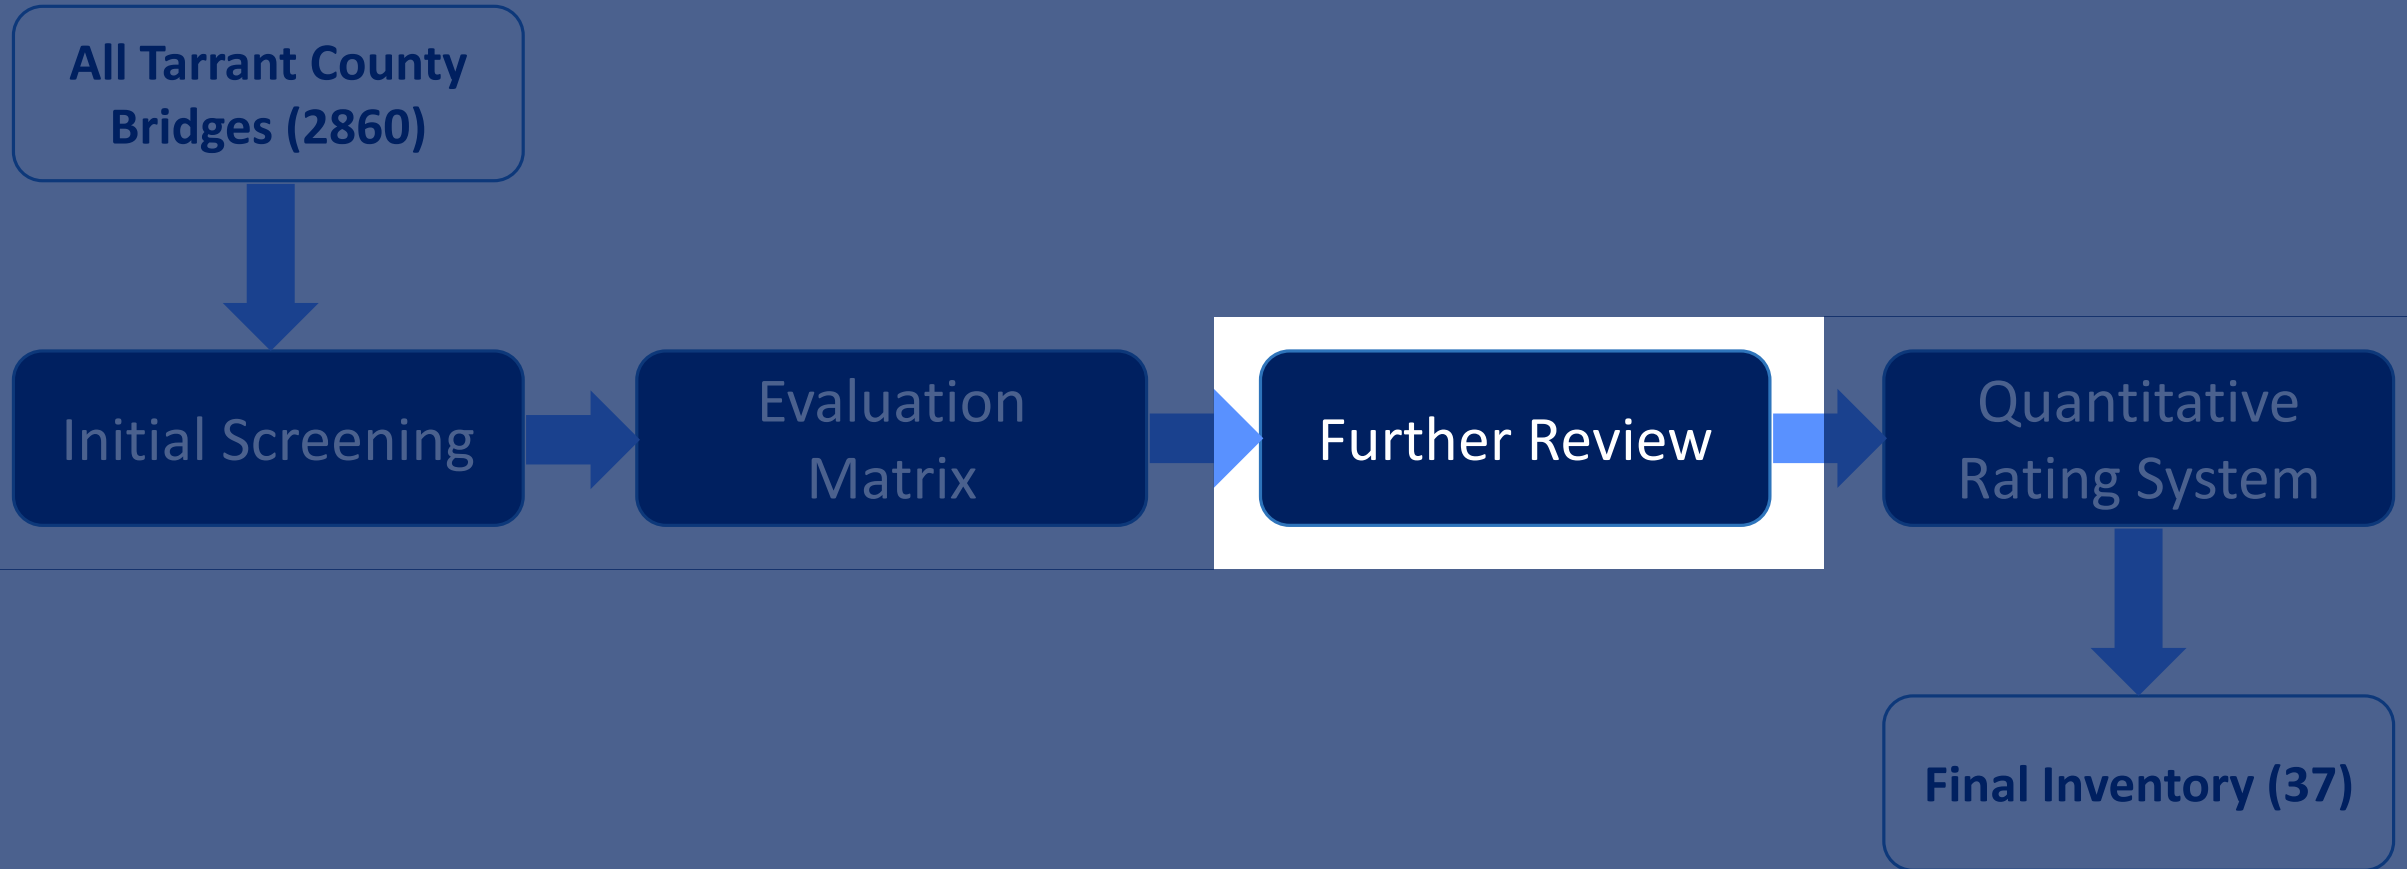 All Tarrant County
Bridges (2860)
Initial Screening
Evaluation
Matrix
Further Review
Quantitative
Rating System
Final Inventory (37)